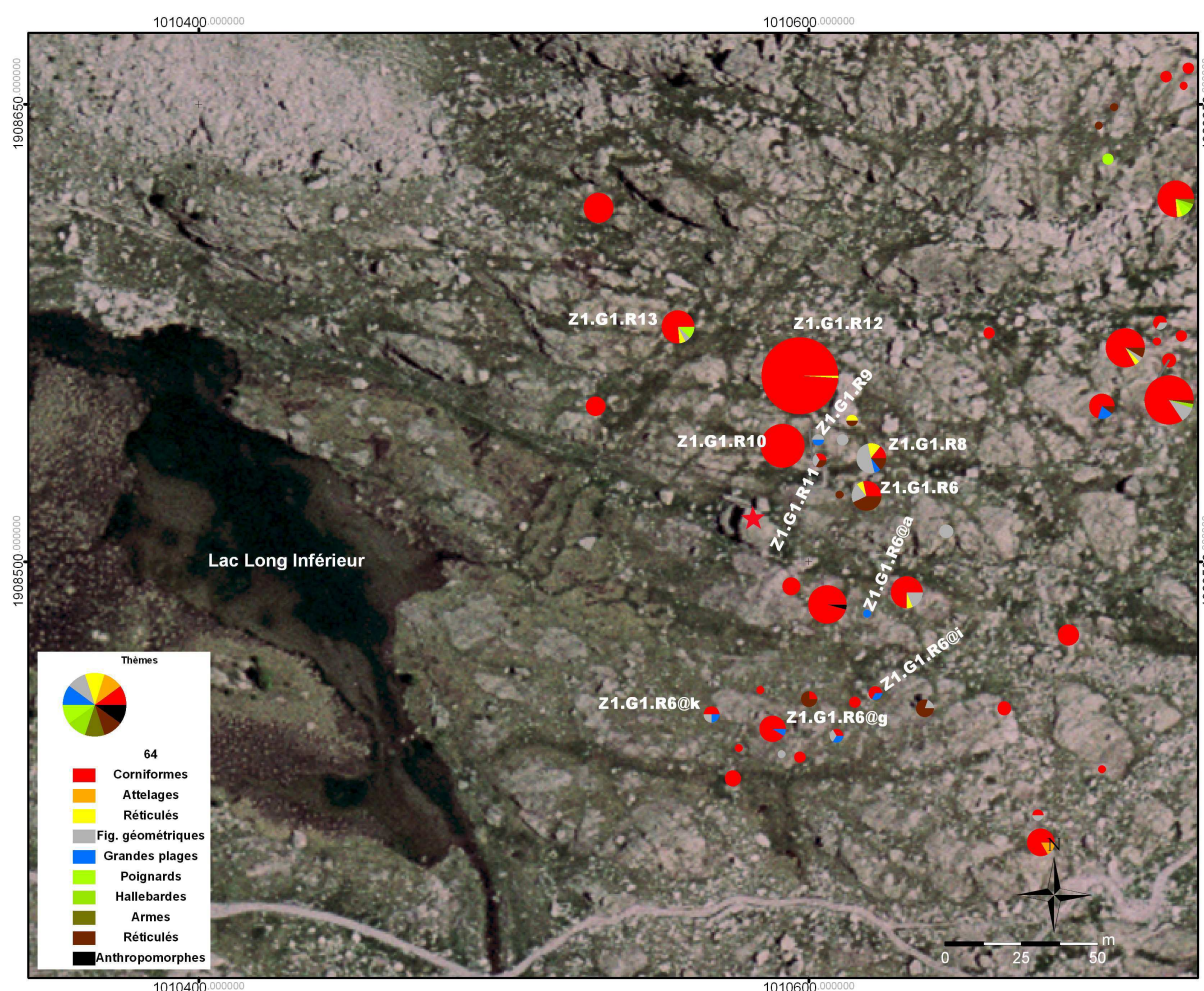 1010400.000000
1010600.000000
1908650.000000
Z1.G1.R13
Z1.G1.R12
Z1.G1.R9
Z1.G1.R10
Z1.G1.R8
Z1.G1.R11
Z1.G1.R6
1908500.000000
Z1.G1.R6@a
Lac Long Inférieur
Z1.G1.R6@i
Z1.G1.R6@k
Z1.G1.R6@g
Thèmes
64
Corniformes
Attelages
Réticulés
Fig. géométriques
Grandes plages
Poignards
Hallebardes
Armes
Réticulés
Anthropomorphes
N
m
0 25 50
1010400.000000
1010600.000000